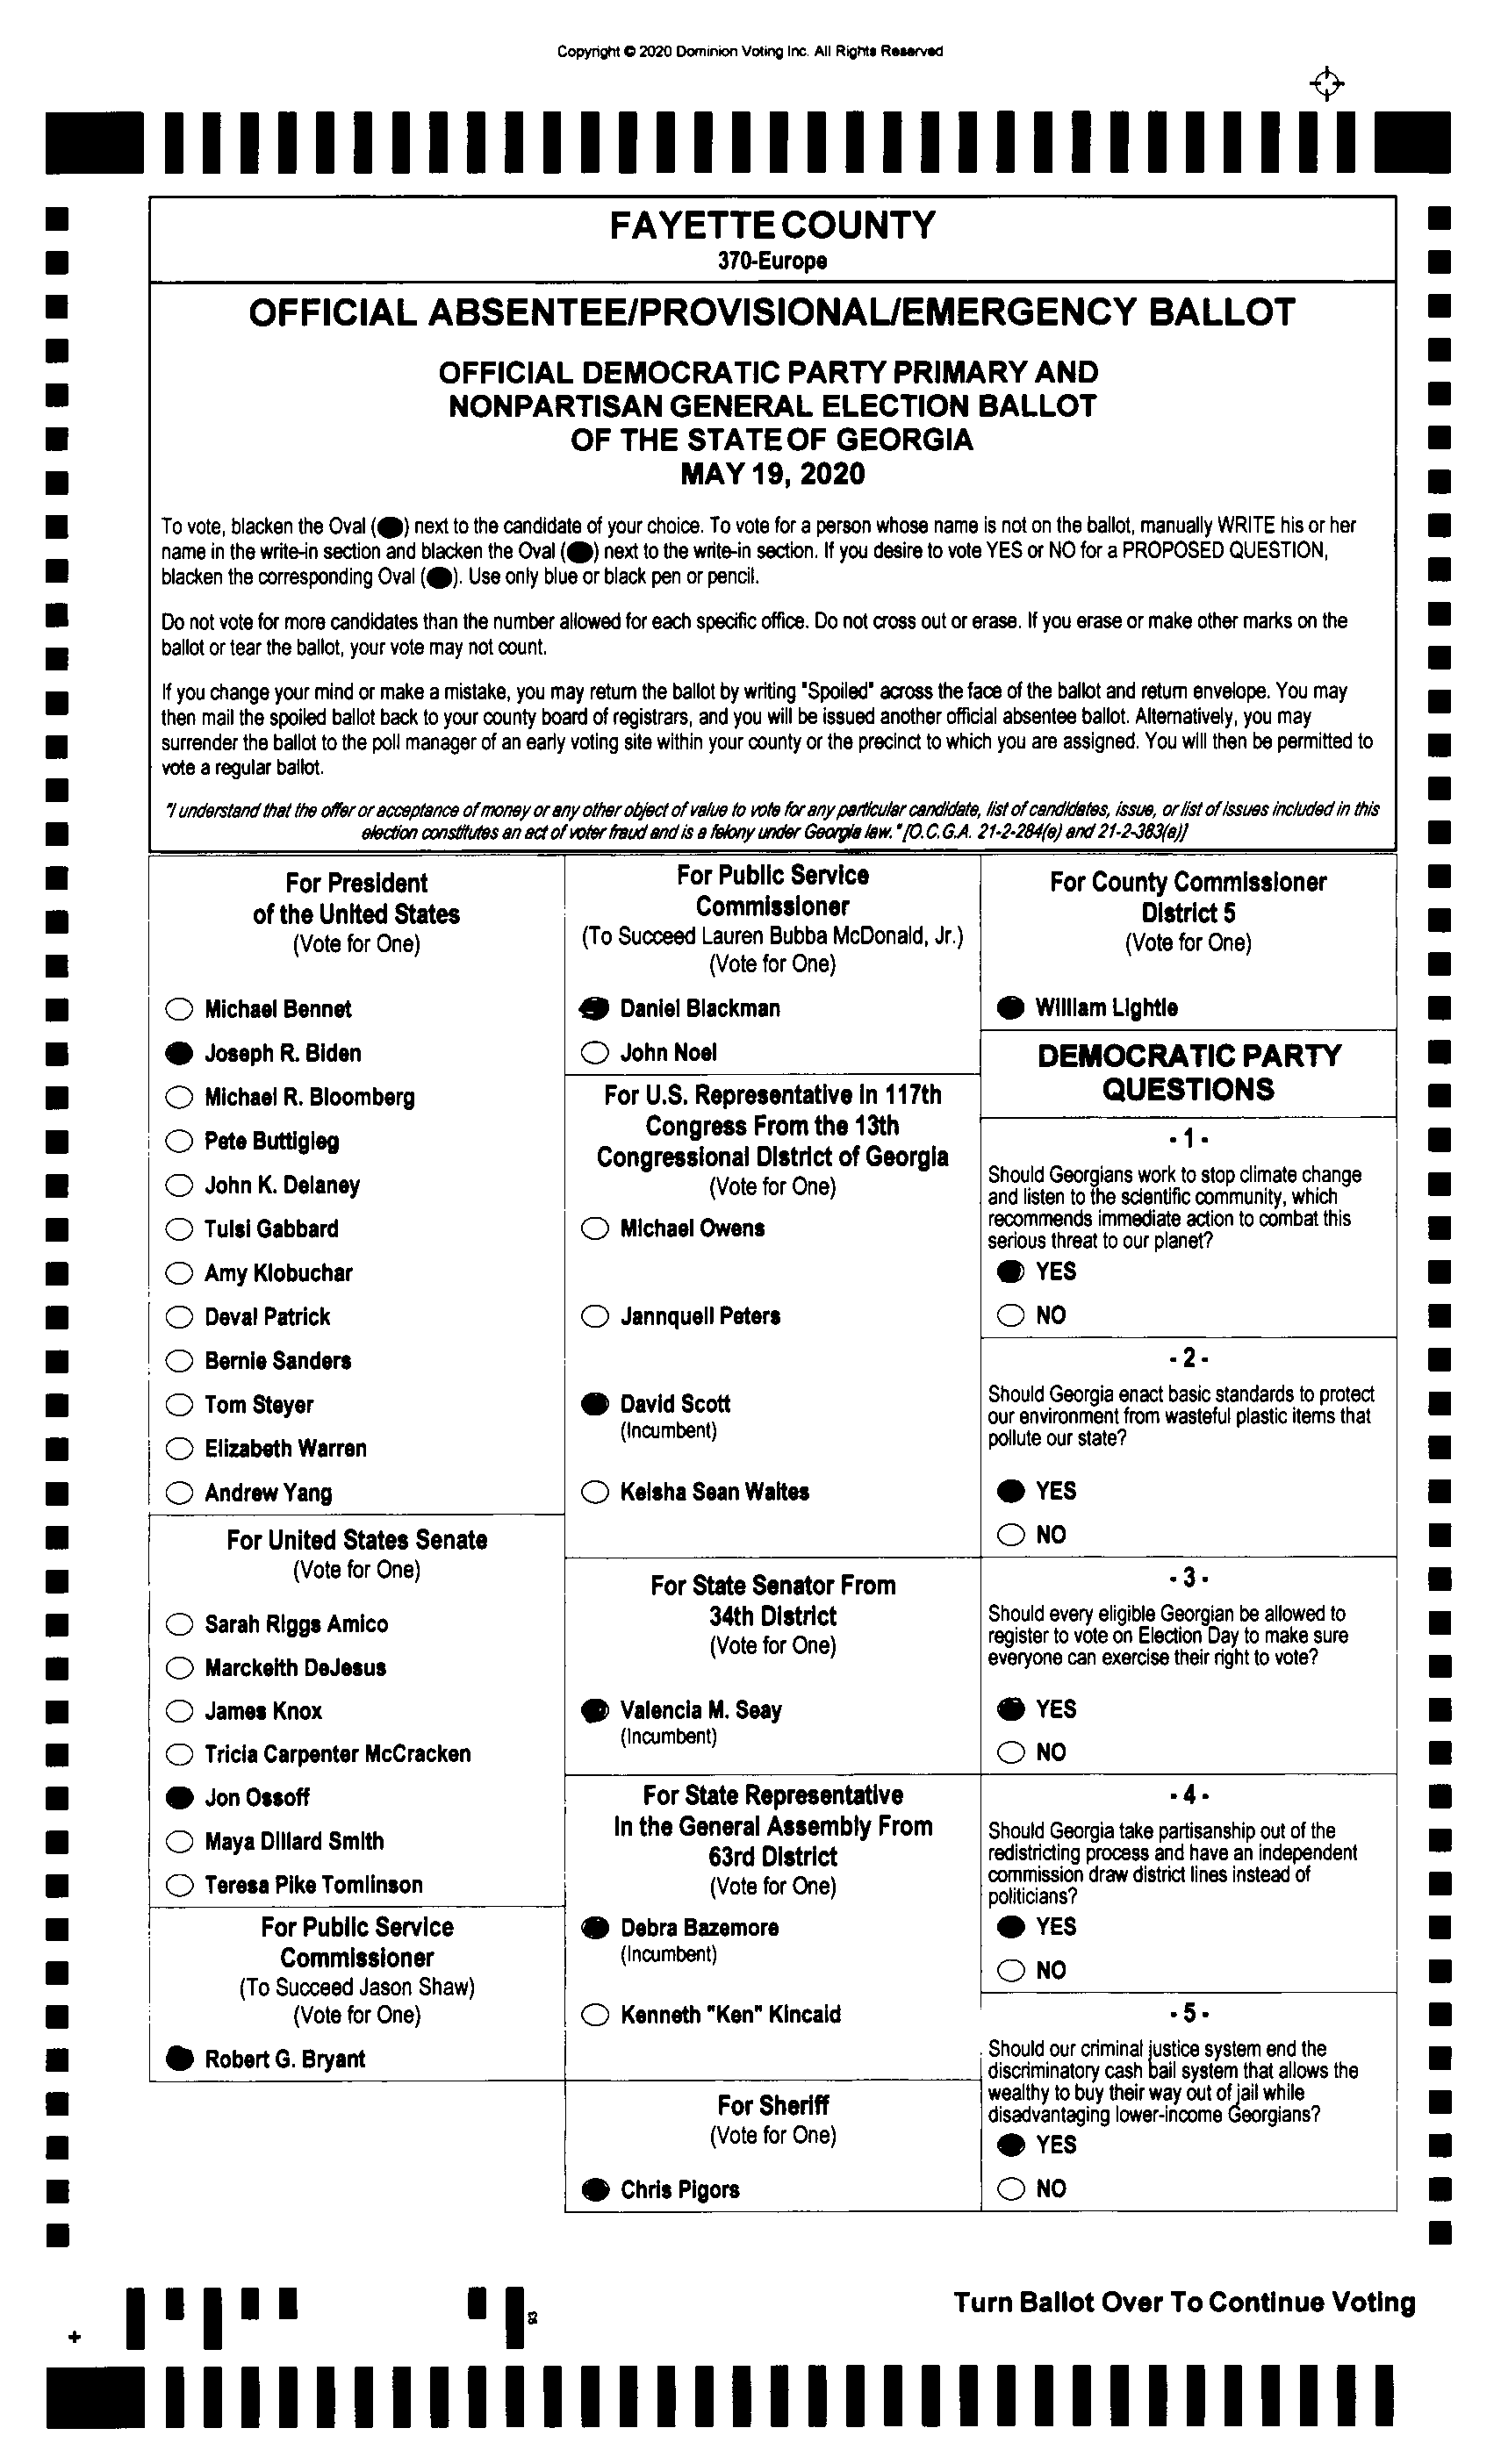 Copyright © 2020 Dominion Voting Inc. All Rights Reserved
FAYETTE COUNTY
370-Europe
OFFICIAL ABSENTEE/PROVISIONAL/EMERGENCY BALLOT
OFFICIAL DEMOCRATIC PARTY PRIMARY AND
NONPARTISAN GENERAL ELECTION BALLOT
OF THE STATE OF GEORGIA
MAY 19, 2020
To vote, blacken the Oval ( ) next to the candidate of your choice. To vote for a person whose name is not on the ballot, manually WRITE his or her
name in the write-in section and blacken the Oval ( ) next to the write-in section. If you desire to vote YES or NO for a PROPOSED QUESTION,
blacken the corresponding Oval ( ). Use only blue or black pen or pencil.
Do not vote for more candidates than the number allowed for each specific office. Do not cross out or erase. If you erase or make other marks on the
ballot or tear the ballot, your vote may not count.
If you change your mind or make a mistake, you may return the ballot by writing "Spoiled" across the face of the ballot and return envelope. You may
then mail the spoiled ballot back to your county board of registrars, and you will be issued another official absentee ballot. Alternatively, you may
surrender the ballot to the poll manager of an early voting site within your county or the precinct to which you are assigned. You will then be permitted to
vote a regular ballot.
"I understand that the offer or acceptance of money or any other object of value to vote for any particular candidate, list of candidates, issue, or list of issues included in this
election constitutes an act of voter fraud and is a felony under Georgia law." [O.C.G.A. 21-2-284(e) and 21-2-383(a)]
For President
of the United States
(Vote for One)
Michael Bennet
Joseph R. Biden
Michael R. Bloomberg
Pete Buttigieg
John K. Delaney
Tulsi Gabbard
Amy Klobuchar
Deval Patrick
Bernie Sanders
Tom Steyer
Elizabeth Warren
Andrew Yang
For United States Senate
(Vote for One)
Sarah Riggs Amico
Marckeith DeJesus
James Knox
Tricia Carpenter McCracken
Jon Ossoff
Maya Dillard Smith
Teresa Pike Tomlinson
For Public Service
Commissioner
(To Succeed Jason Shaw)
(Vote for One)
Robert G. Bryant
For Public Service
Commissioner
(To Succeed Lauren Bubba McDonald, Jr.)
(Vote for One)
Daniel Blackman
John Noel
For U.S. Representative in 117th
Congress From the 13th
Congressional District of Georgia
(Vote for One)
Michael Owens
Jannquell Peters
David Scott
(Incumbent)
Keisha Sean Waites
For State Senator From
34th District
(Vote for One)
Valencia M. Seay
(Incumbent)
For State Representative
In the General Assembly From
63rd District
(Vote for One)
Debra Bazemore
(Incumbent)
Kenneth "Ken" Kincaid
For Sheriff
(Vote for One)
Chris Pigors
For County Commissioner
District 5
(Vote for One)
William Lightle
DEMOCRATIC PARTY
QUESTIONS
- 1 -
Should Georgians work to stop climate change
and listen to the scientific community, which
recommends immediate action to combat this
serious threat to our planet?
YES
NO
- 2 -
Should Georgia enact basic standards to protect
our environment from wasteful plastic items that
pollute our state?
YES
NO
- 3 -
Should every eligible Georgian be allowed to
register to vote on Election Day to make sure
everyone can exercise their right to vote?
YES
NO
- 4 -
Should Georgia take partisanship out of the
redistricting process and have an independent
commission draw district lines instead of
politicians?
YES
NO
- 5 -
Should our criminal justice system end the
discriminatory cash bail system that allows the
wealthy to buy their way out of jail while
disadvantaging lower-income Georgians?
YES
NO
Turn Ballot Over To Continue Voting